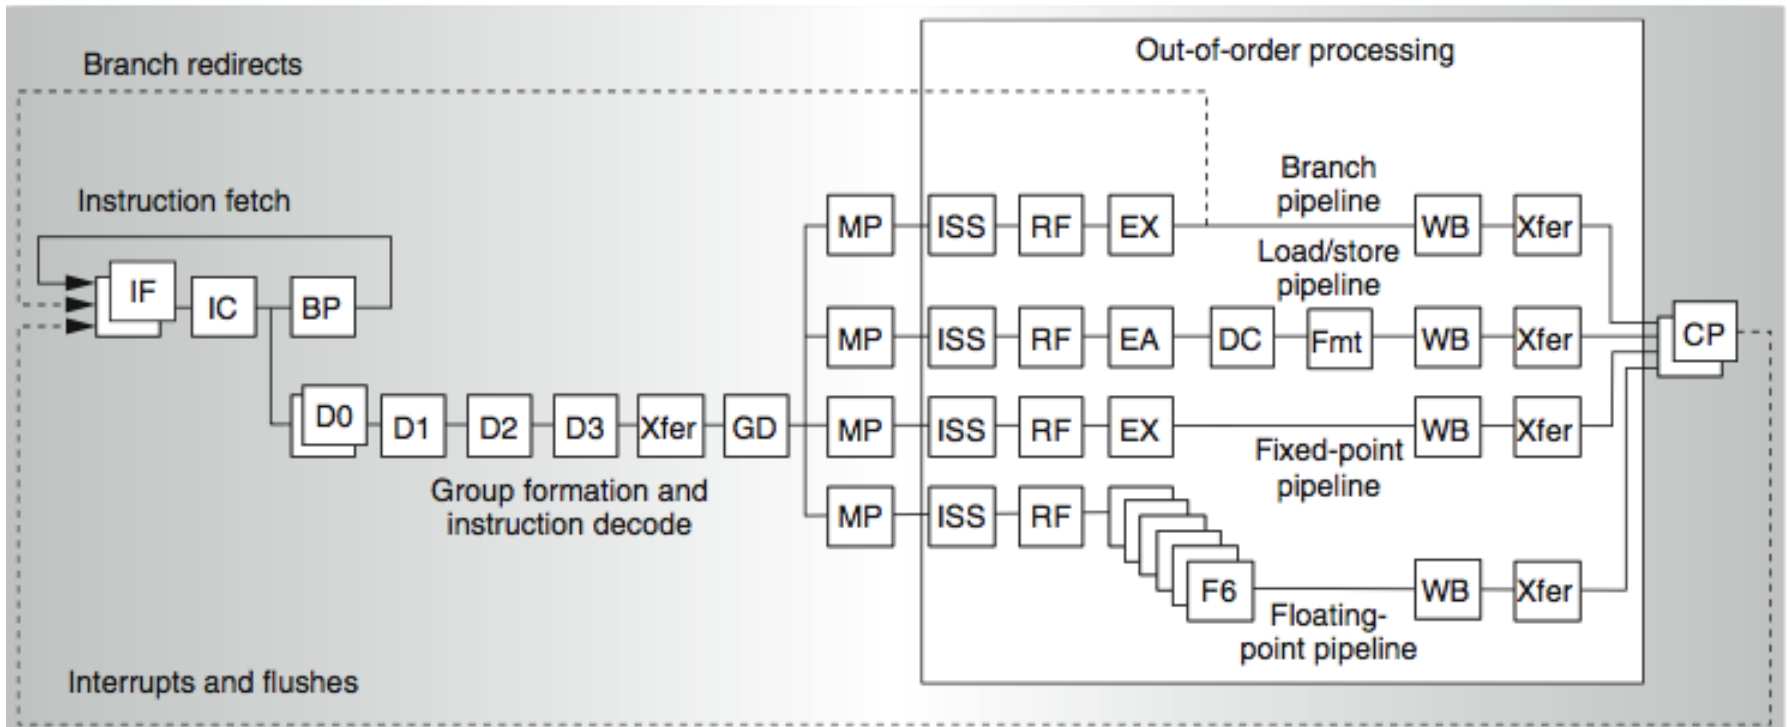 Out-of-order processing
Branch redirects
Instruction fetch
Branch
pipeline
MP ISS RF EX WB Xfer
Load/store
pipeline
IF IC BP
MP ISS RF EA DC Fmt WB Xfer CP
D0 D1 D2 D3 Xfer GD MP ISS RF EX WB Xfer
Fixed-point
pipeline
Group formation and
instruction decode
MP ISS RF
F6 WB Xfer
Floating-
point pipeline
Interrupts and flushes